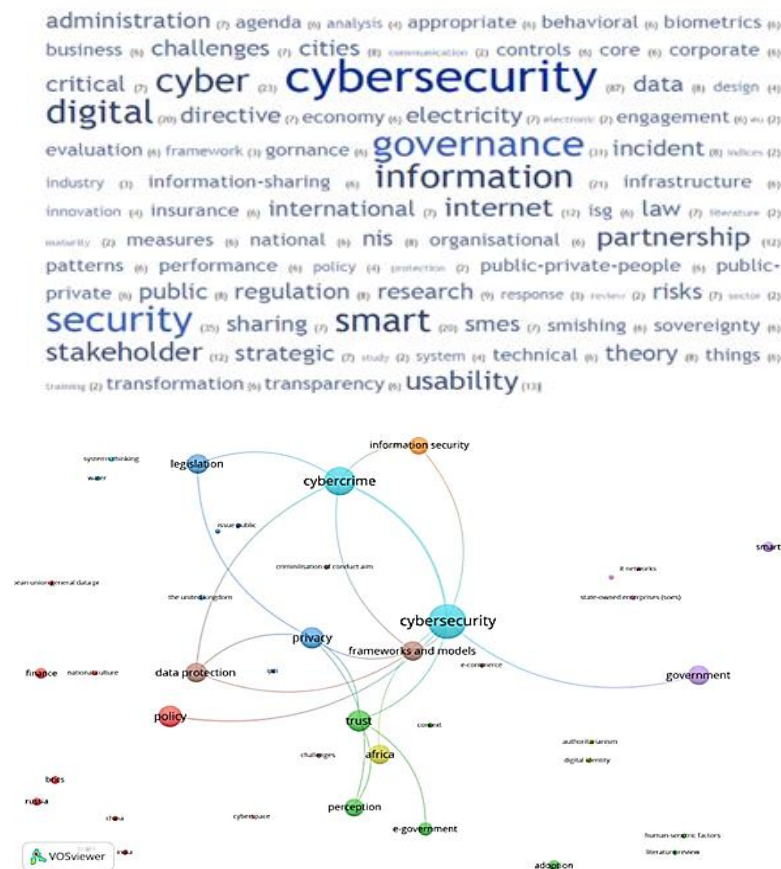 administration (7) agenda (6) analysis (4) appropriate (6) behavioral (6) biometrics (6)
business (6) challenges (7) cities (8) communication (2) controls (6) core (6) corporate (6)
critical (7) cyber (23) cybersecurity (87) data (8) design (4)
digital (20) directive (7) economy (6) electricity (7) electronic (2) engagement (6) eu (2)
evaluation (6) framework (3) gornance (6) governance (31) incident (8) indices (2)
industry (3) information-sharing (6) information (21) infrastructure (6)
innovation (4) insurance (6) international (7) internet (12) isg (6) law (7) literature (2)
maturity (2) measures (6) national (6) nis (8) organisational (6) partnership (12)
patterns (6) performance (6) policy (4) protection (2) public-private-people (6) public-
private (6) public (8) regulation (8) research (9) response (3) review (2) risks (7) sector (2)
security (35) sharing (7) smart (20) smes (7) smishing (6) sovereignty (6)
stakeholder (12) strategic (7) study (2) system (4) technical (6) theory (8) things (6)
training (2) transformation (6) transparency (6) usability (13)
information security
systems thinking
legislation
water
cybercrime
issue public
smart
criminilisation of conduct aim
it networks
ean union general data pr
the united kingdom
state-owned enterprises (soes)
cybersecurity
privacy
frameworks and models
e-commerce
finance
national culture
data protection
government
policy
trust
context
authoritarianism
challenges
africa
digital identity
brics
russia
perception
china
cyberspace
e-government
human-sentric factors
VOSviewer
india
literature review
adoption